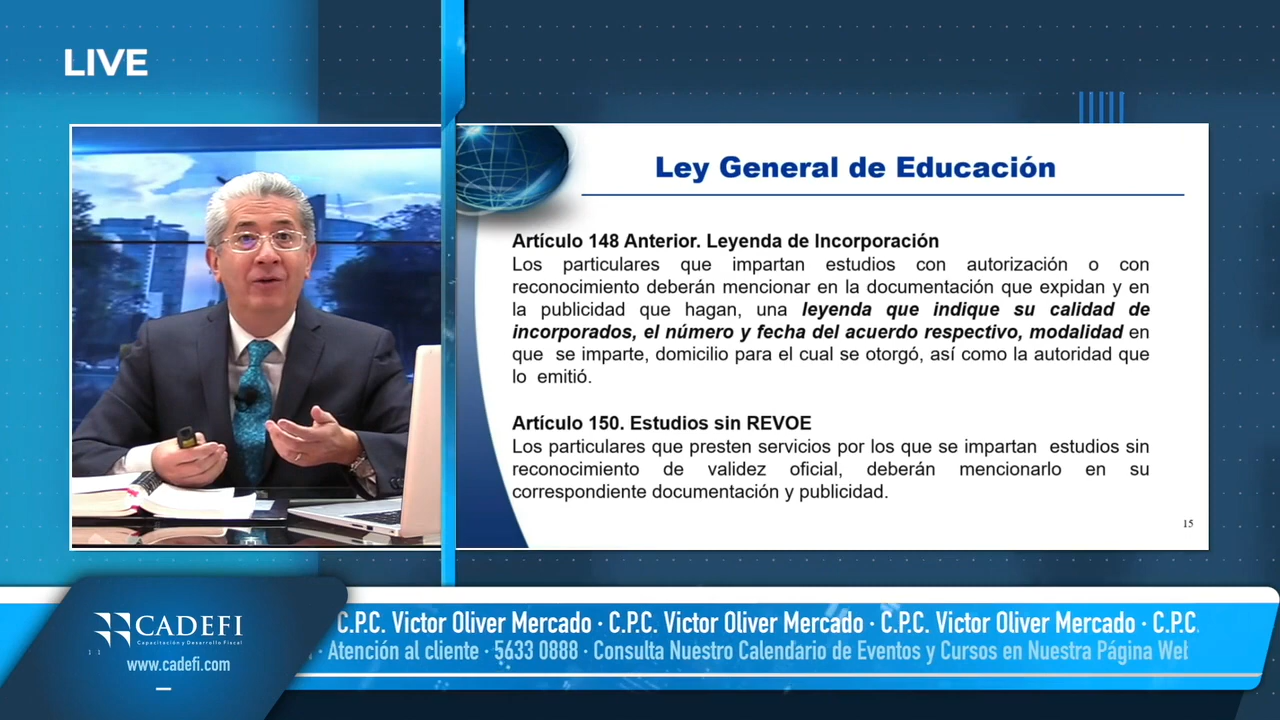 LIVE
Ley General de Educación
Artículo 148 Anterior. Leyenda de Incorporación
Los particulares que impartan estudios con autorización o con
reconocimiento deberán mencionar en la documentación que expidan y en
la publicidad que hagan, una leyenda que indique su calidad de
incorporados, el número y fecha del acuerdo respectivo, modalidad en
que se imparte, domicilio para el cual se otorgó, así como la autoridad que
lo emitió.
Artículo 150. Estudios sin REVOE
Los particulares que presten servicios por los que se impartan estudios sin
reconocimiento de validez oficial, deberán mencionarlo en su
correspondiente documentación y publicidad.
15
CADEFI
Capacitación y Desarrollo Fiscal
1 1
www.cadefi.com
C.P.C. Victor Oliver Mercado · C.P.C. Victor Oliver Mercado · C.P.C. Victor Oliver Mercado · C.P.C.
· Atención al cliente · 5633 0888 · Consulta Nuestro Calendario de Eventos y Cursos en Nuestra Página Web